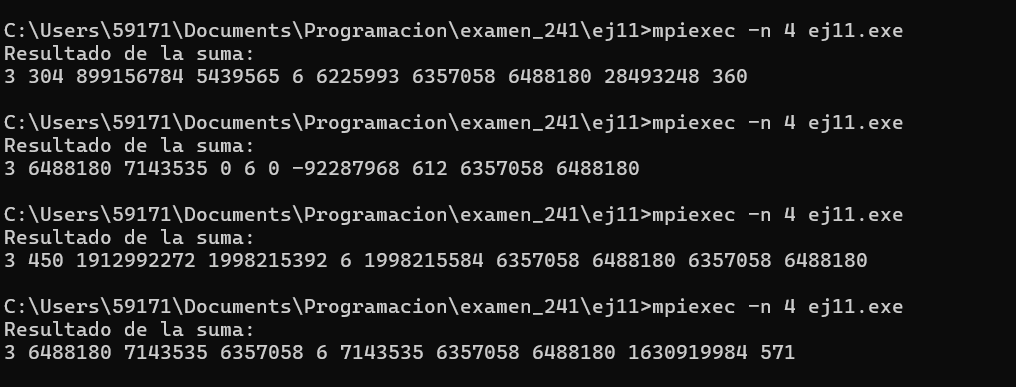 C:\Users\59171\Documents\Programacion\examen_241\ej11>mpiexec -n 4 ej11.exe
Resultado de la suma:
3 304 899156784 5439565 6 6225993 6357058 6488180 28493248 360
C:\Users\59171\Documents\Programacion\examen_241\ej11>mpiexec -n 4 ej11.exe
Resultado de la suma:
3 6488180 7143535 0 6 0 -92287968 612 6357058 6488180
C:\Users\59171\Documents\Programacion\examen_241\ej11>mpiexec -n 4 ej11.exe
Resultado de la suma:
3 450 1912992272 1998215392 6 1998215584 6357058 6488180 6357058 6488180
C:\Users\59171\Documents\Programacion\examen_241\ej11>mpiexec -n 4 ej11.exe
Resultado de la suma:
3 6488180 7143535 6357058 6 7143535 6357058 6488180 1630919984 571